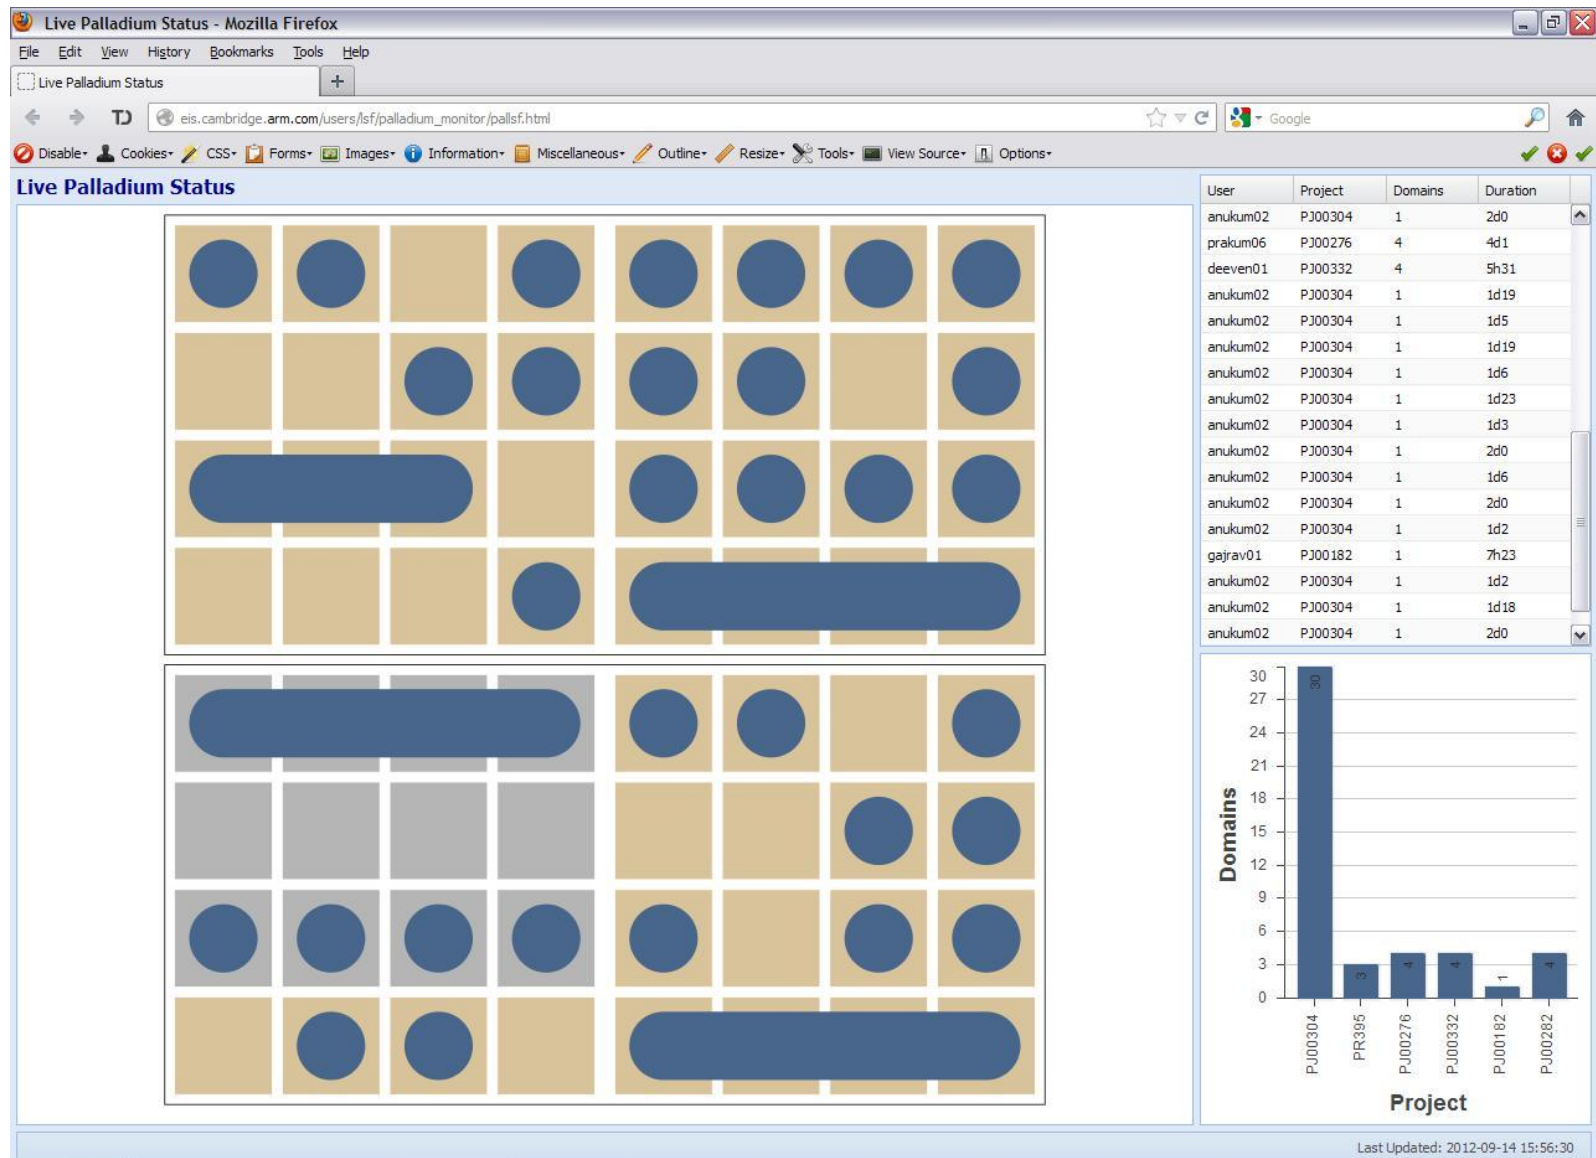 Live Palladium Status - Mozilla Firefox
File Edit View History Bookmarks Tools Help
Live Palladium Status +
eis.cambridge.arm.com/users/lsf/palladium_monitor/pallsf.html Google
Disable Cookies CSS Forms Images Information Miscellaneous Outline Resize Tools View Source Options
Live Palladium Status
User Project Domains Duration
anukum02 PJ00304 1 2d0
prakum06 PJ00276 4 4d1
deeven01 PJ00332 4 5h31
anukum02 PJ00304 1 1d19
anukum02 PJ00304 1 1d5
anukum02 PJ00304 1 1d19
anukum02 PJ00304 1 1d6
anukum02 PJ00304 1 1d23
anukum02 PJ00304 1 1d3
anukum02 PJ00304 1 2d0
anukum02 PJ00304 1 1d6
anukum02 PJ00304 1 2d0
anukum02 PJ00304 1 1d2
gajrav01 PJ00182 1 7h23
anukum02 PJ00304 1 1d2
anukum02 PJ00304 1 1d18
anukum02 PJ00304 1 2d0
30
27
24
21
18
15
12
9
6
3
0
Domains
30 3 4 4 1 4
PJ00304 PR395 PJ00276 PJ00332 PJ00182 PJ00282
Project
Last Updated: 2012-09-14 15:56:30